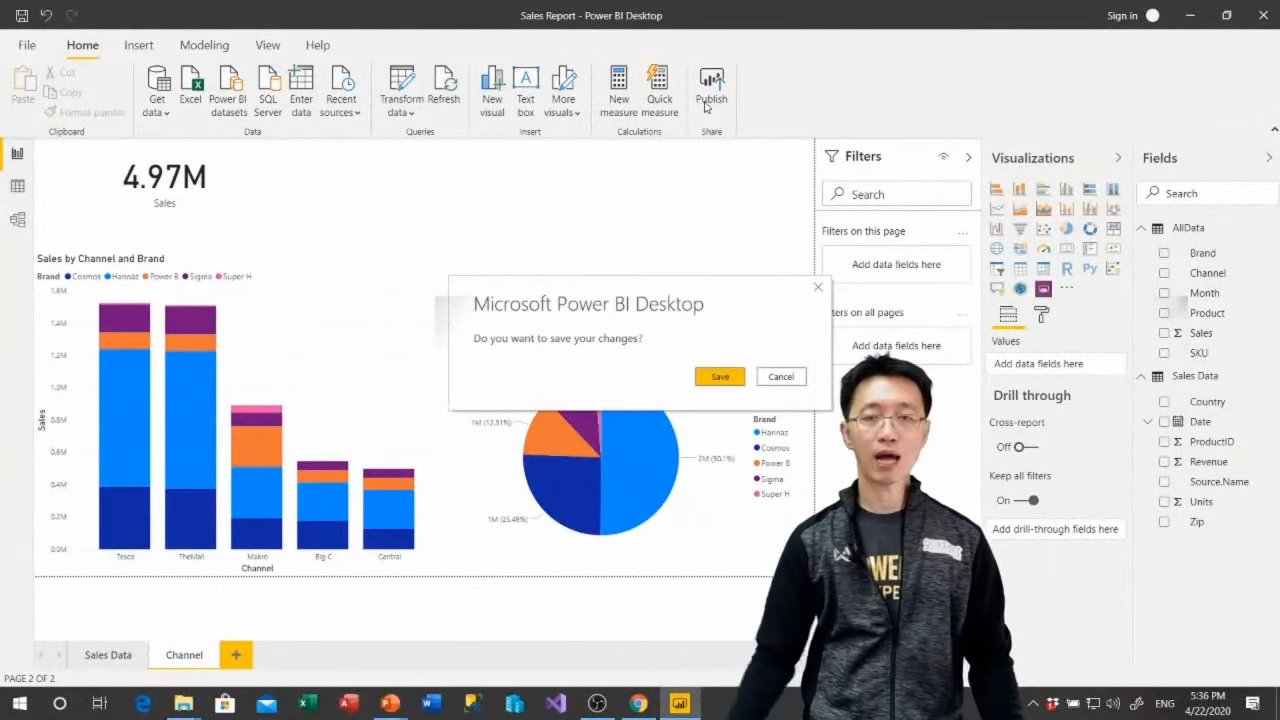 Sales Report - Power BI Desktop
Sign in
File Home Insert Modeling View Help
Paste
Cut
Copy
Format painter
Clipboard
Get data
Excel
Power BI datasets
SQL Server
Enter data
Recent sources
Data
Transform data
Refresh
Queries
New visual
Text box
More visuals
Insert
New measure
Quick measure
Calculations
Publish
Share
4.97M
Sales
Sales by Channel and Brand
Brand Cosmos Hannaz Power B Sigma Super H
1.6M
1.4M
1.2M
1.0M
0.8M
0.6M
0.4M
0.2M
0.0M
Sales
Tesco TheMall Makro Big C Central
Channel
Microsoft Power BI Desktop
Do you want to save your changes?
Save Cancel
1M (12.31%)
2M (50.1%)
1M (25.49%)
Brand
Hannaz
Cosmos
Power B
Sigma
Super H
Filters
Search
Filters on this page
...
Add data fields here
ters on all pages
...
Add data fields here
Visualizations
R Py
...
Values
Add data fields here
Drill through
Cross-report
Off
Keep all filters
On
Add drill-through fields here
Fields
Search
AllData
Brand
Channel
Month
Product
Σ Sales
SKU
Sales Data
Country
Date
ProductID
Revenue
Source.Name
Σ Units
Zip
Sales Data Channel +
PAGE 2 OF 2
ENG
5:36 PM
4/22/2020